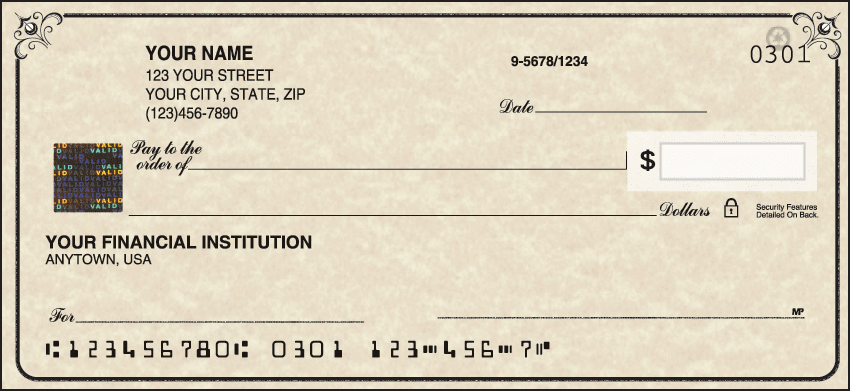 YOUR NAME
123 YOUR STREET
YOUR CITY, STATE, ZIP
(123)456-7890
9-5678/1234
0301
Date
VALID VALID
Pay to the
order of
$
Dollars
Security Features
Detailed On Back.
YOUR FINANCIAL INSTITUTION
ANYTOWN, USA
For
MP
⑆123456780⑆ 0301 123⑉456⑉7⑈